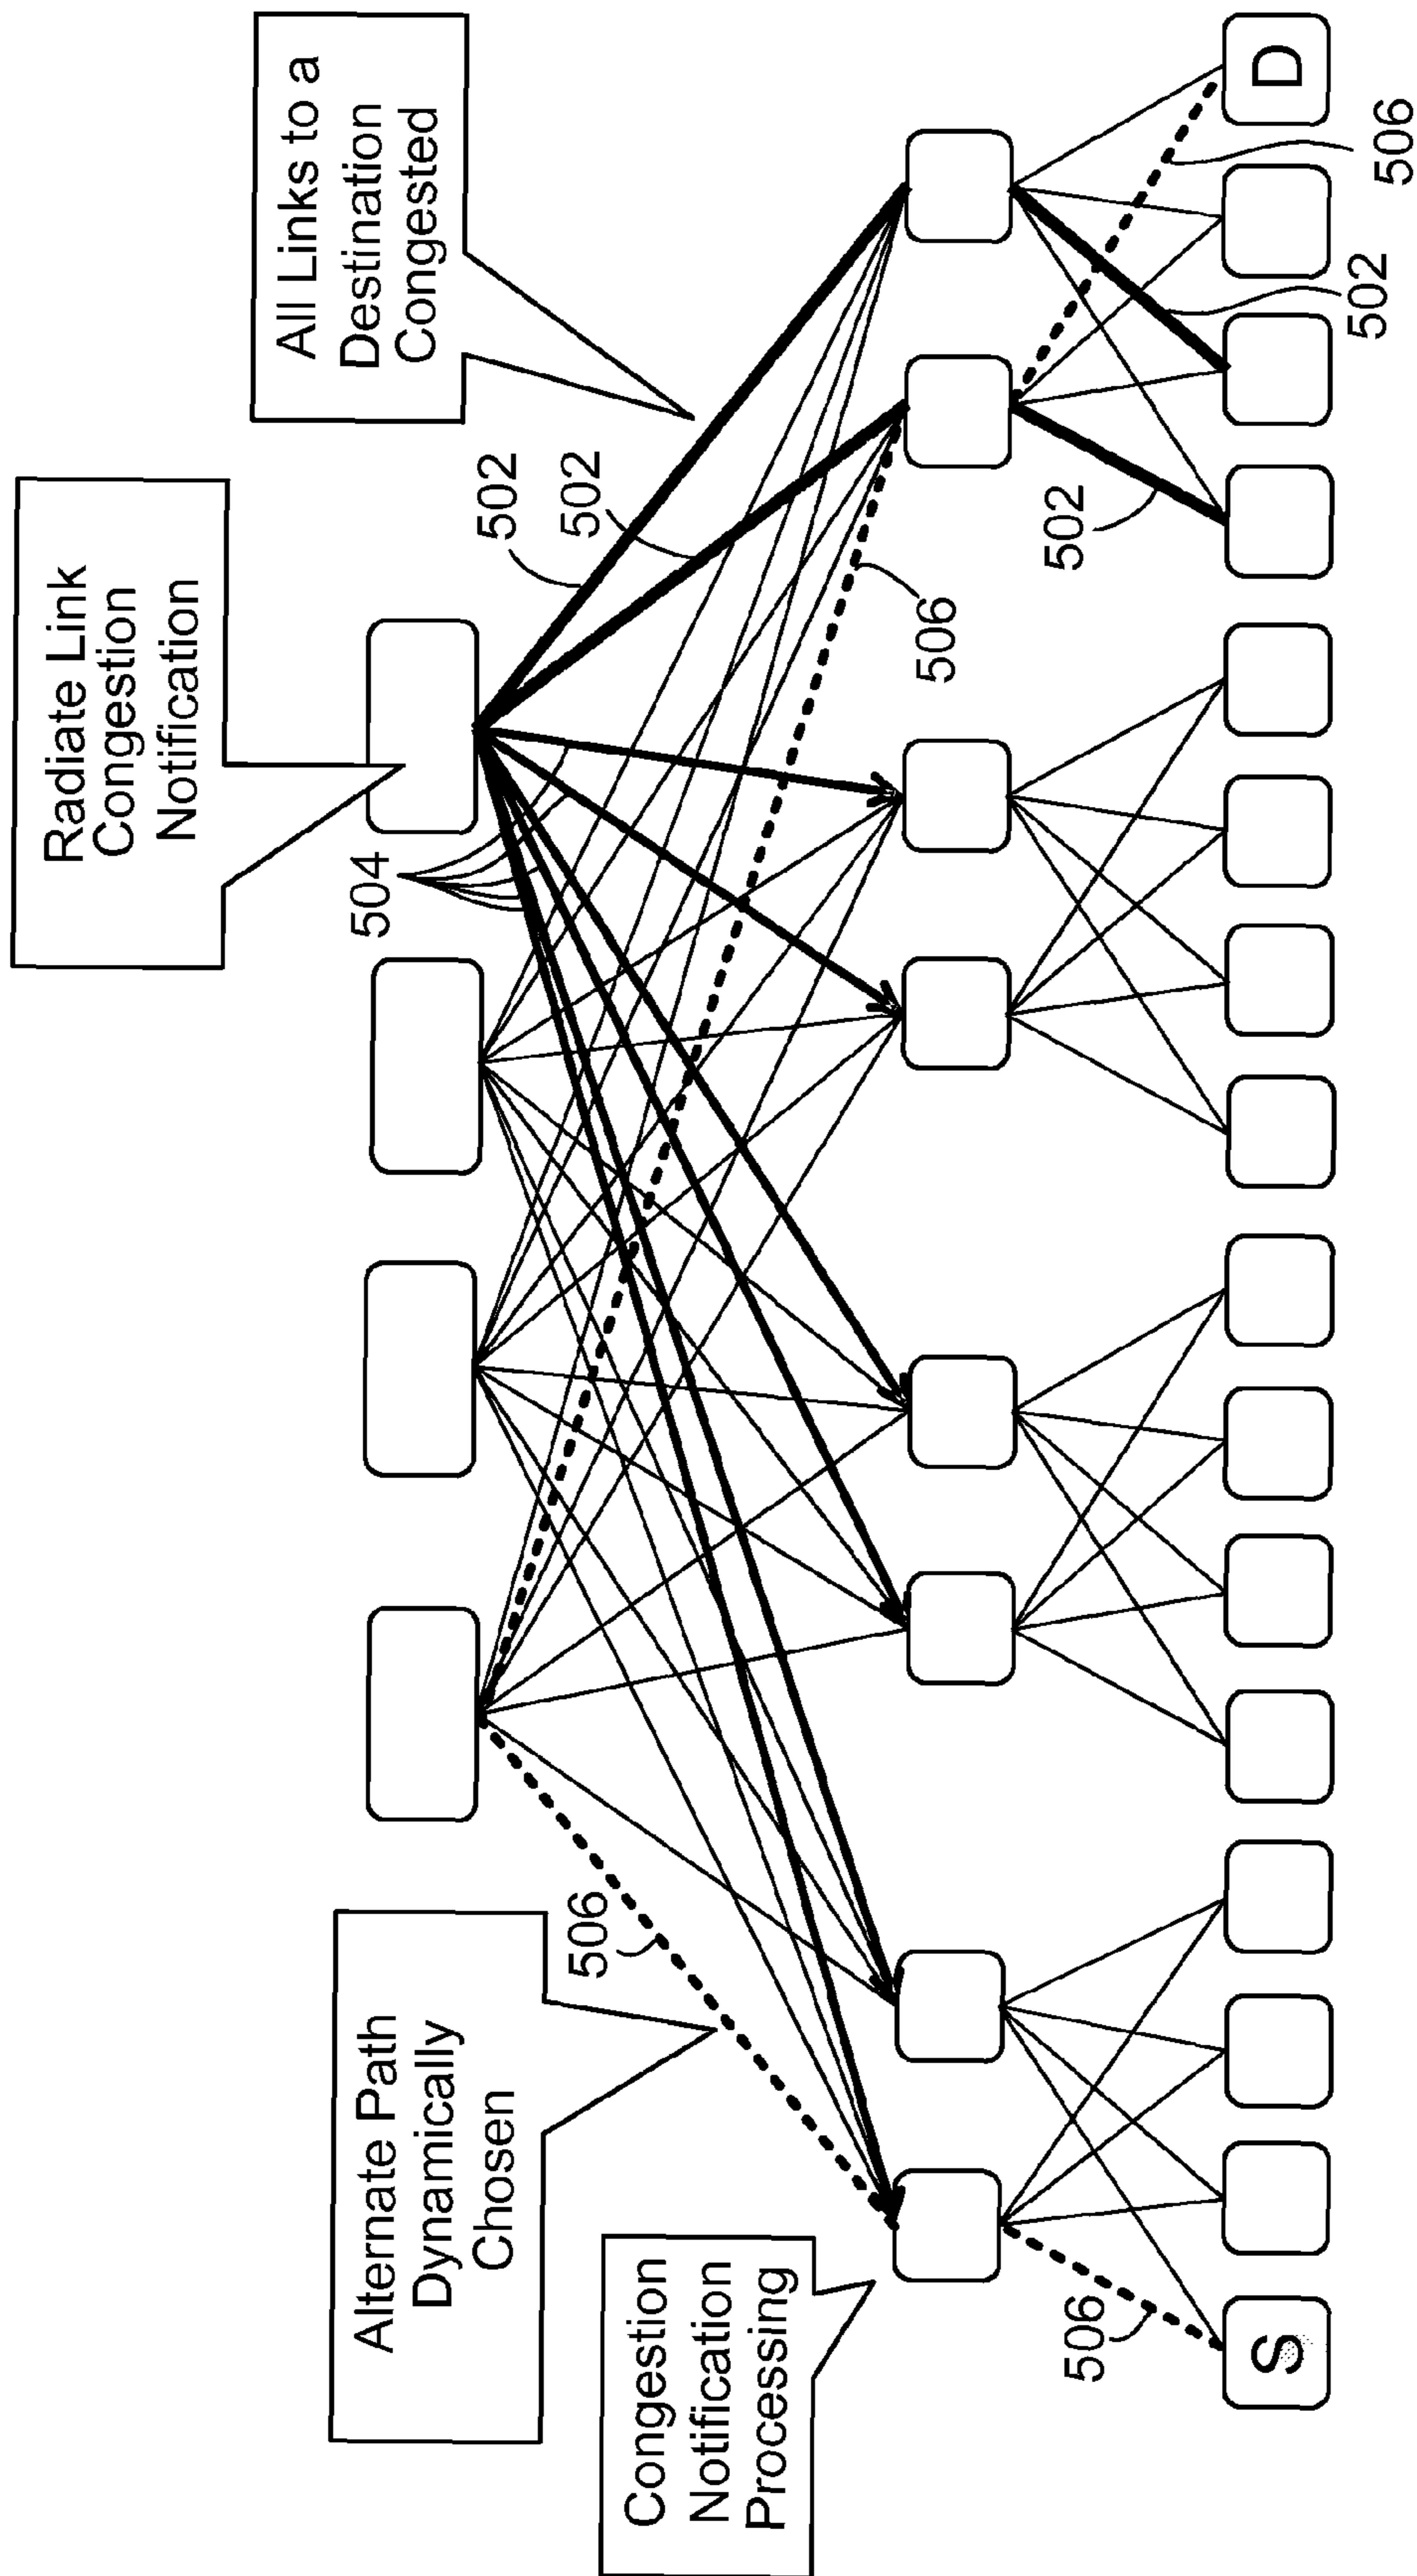 Radiate Link
Congestion
Notification
All Links to a
Destination
Congested
Alternate Path
Dynamically
Chosen
Congestion
Notification
Processing
504
502
502
506
506
502
502
506
506
S
D